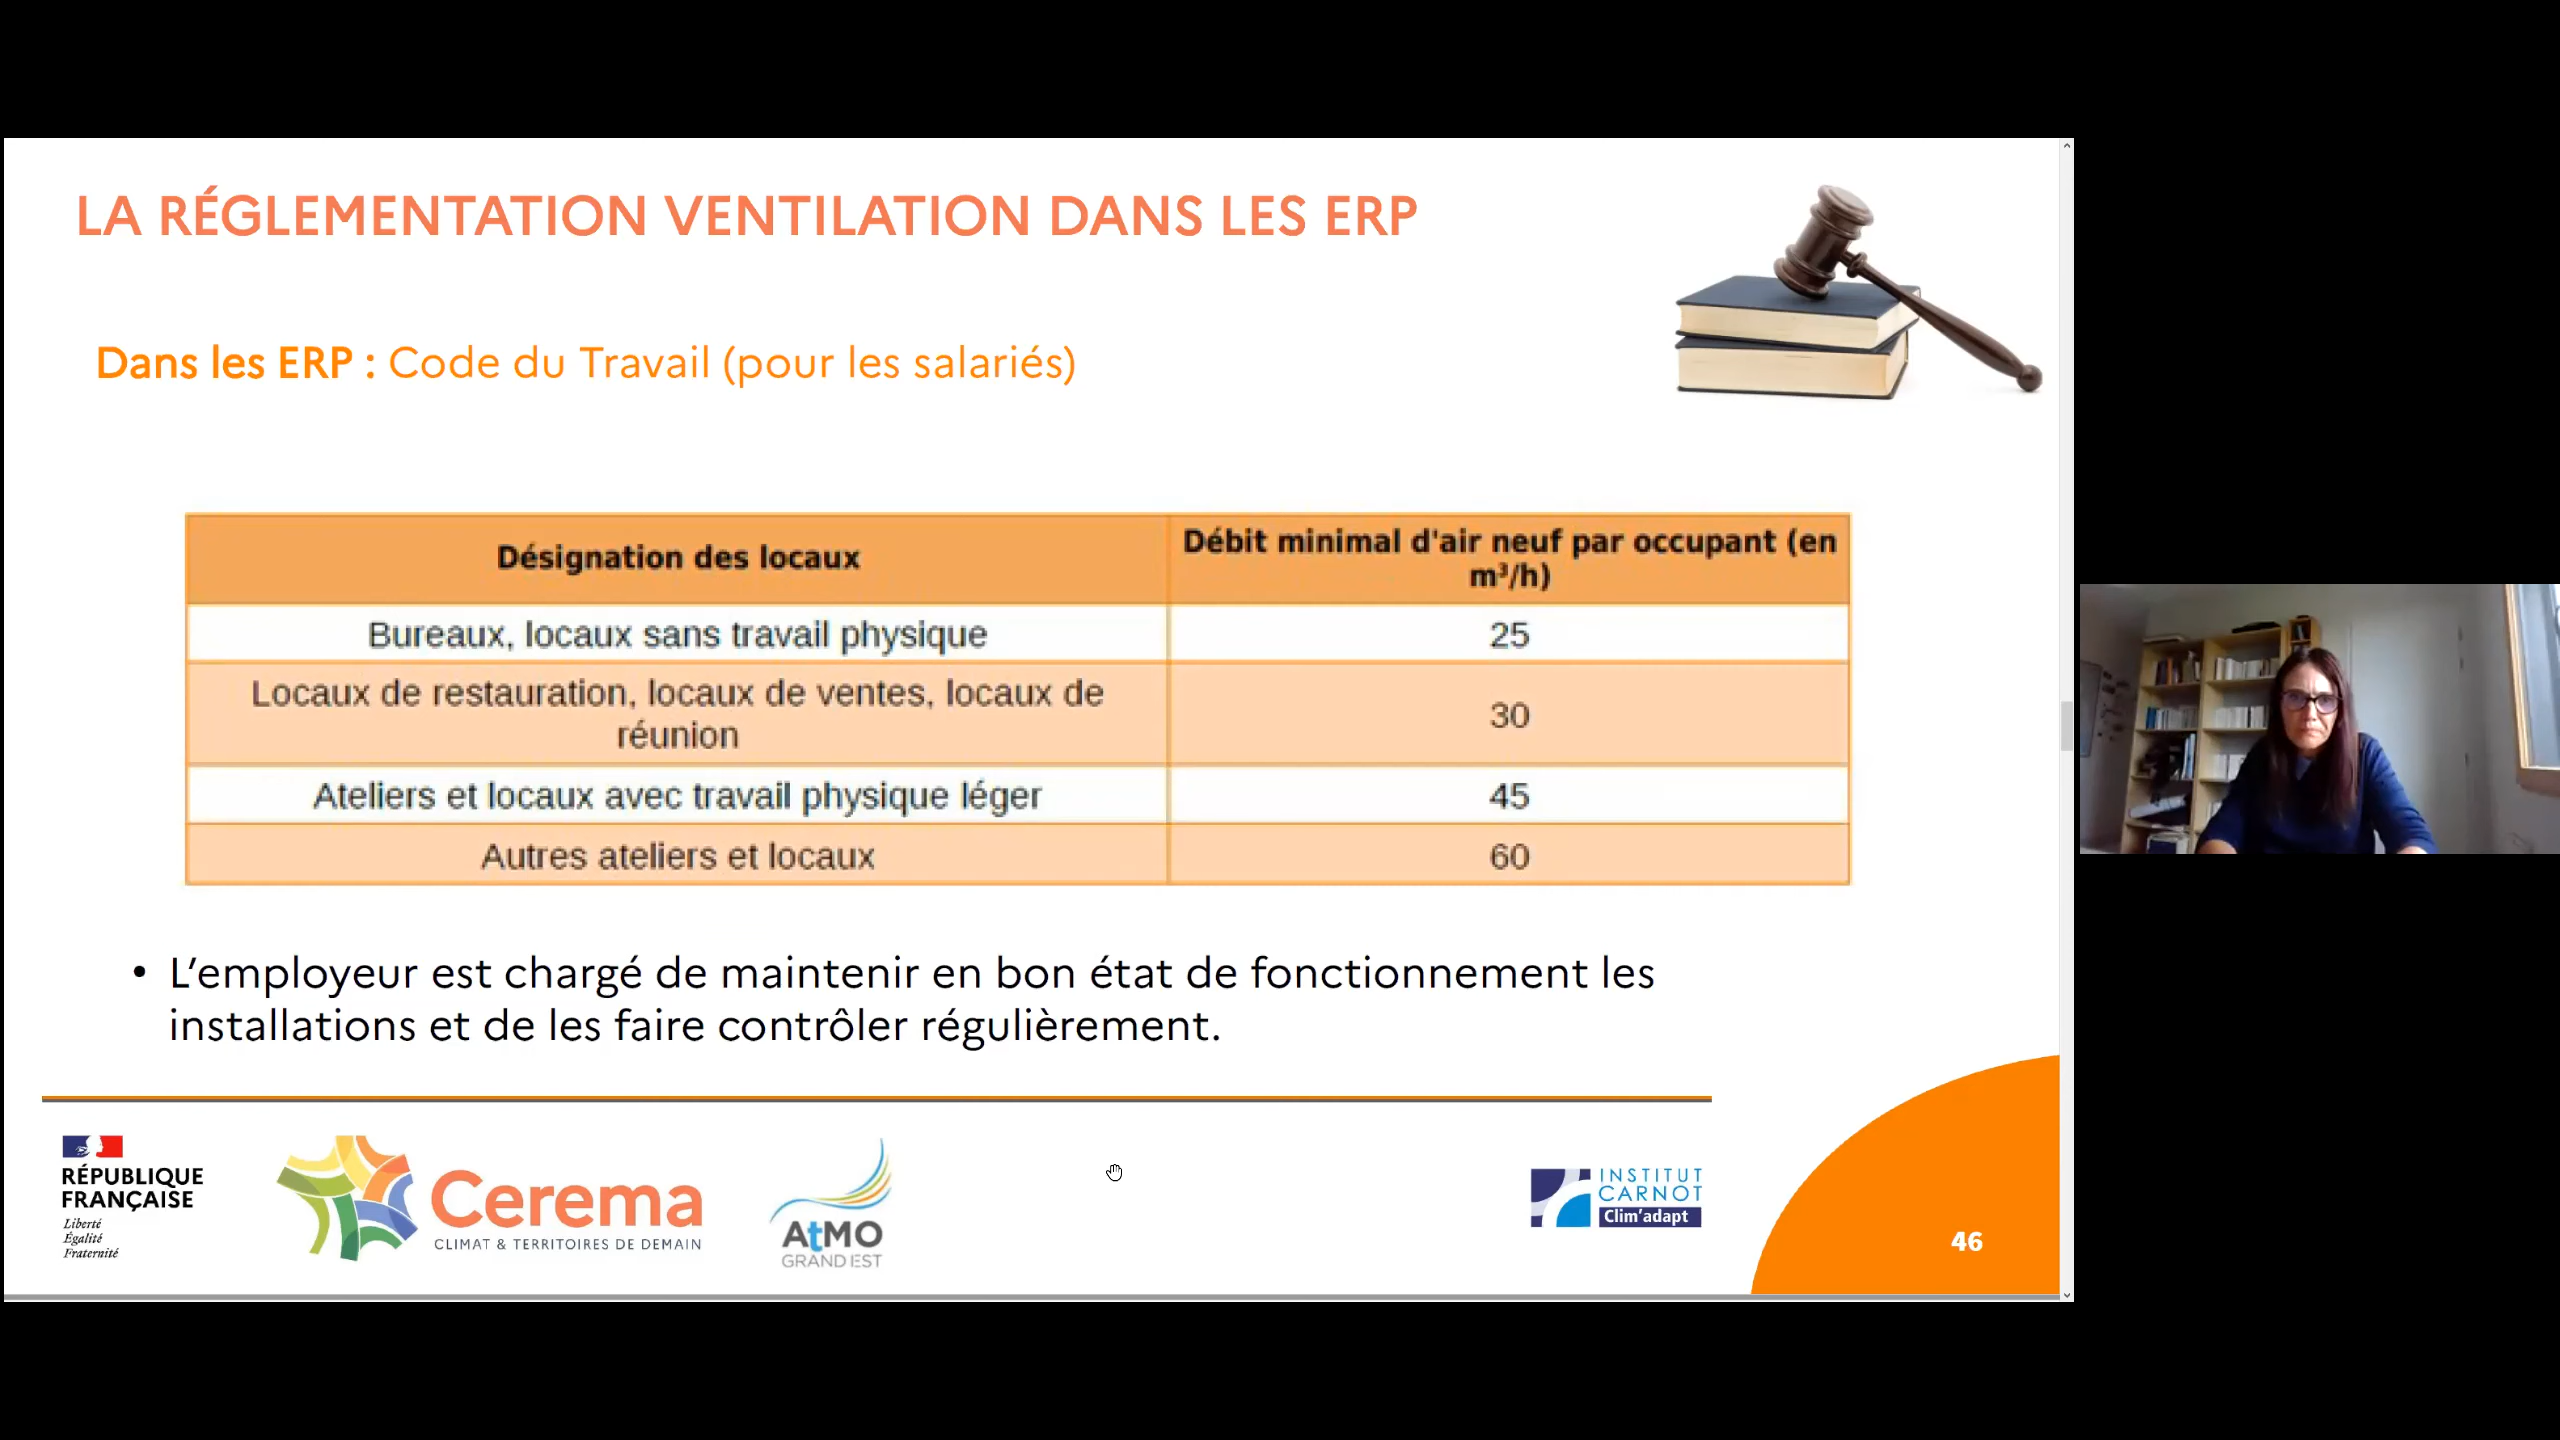 LA RÉGLEMENTATION VENTILATION DANS LES ERP
Dans les ERP : Code du Travail (pour les salariés)
Désignation des locaux
Débit minimal d'air neuf par occupant (en
m³/h)
Bureaux, locaux sans travail physique
25
Locaux de restauration, locaux de ventes, locaux de
réunion
30
Ateliers et locaux avec travail physique léger
45
Autres ateliers et locaux
60
• L’employeur est chargé de maintenir en bon état de fonctionnement les
installations et de les faire contrôler régulièrement.
RÉPUBLIQUE
FRANÇAISE
Liberté
Égalité
Fraternité
Cerema
CLIMAT & TERRITOIRES DE DEMAIN
AtMO
GRAND EST
INSTITUT
CARNOT
Clim'adapt
46